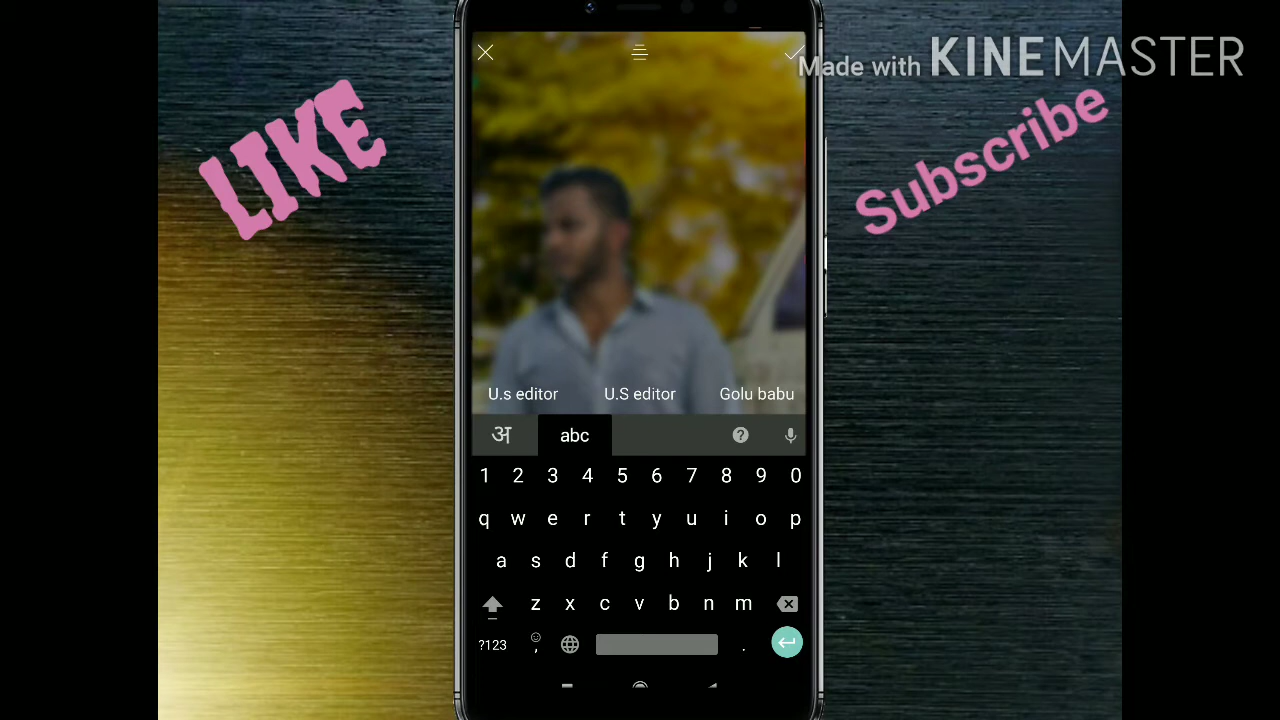 Made with KINEMASTER
LIKE
Subscribe
U.s editor U.S editor Golu babu
अ abc
1 2 3 4 5 6 7 8 9 0
q w e r t y u i o p
a s d f g h j k l
z x c v b n m
?123 , .